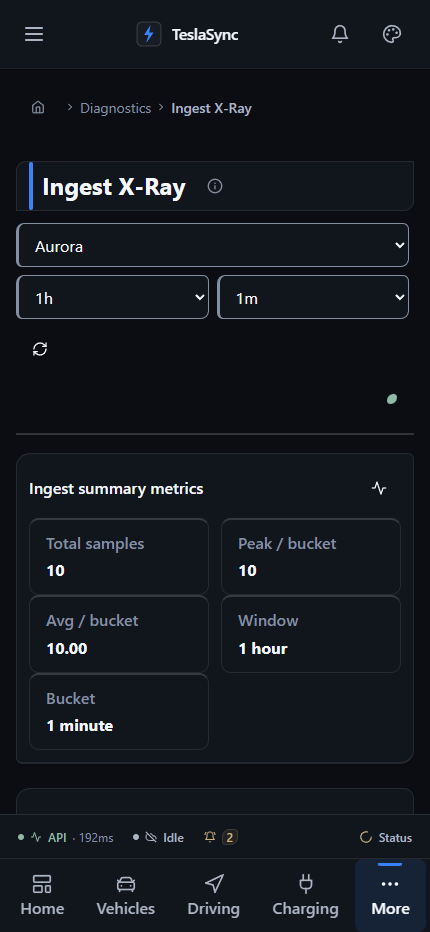 TeslaSync
Diagnostics
Ingest X-Ray
Ingest X-Ray
Aurora
1h
1m
Ingest summary metrics
Total samples
10
Peak / bucket
10
Avg / bucket
10.00
Window
1 hour
Bucket
1 minute
API · 192ms
Idle
2
Status
Home
Vehicles
Driving
Charging
More